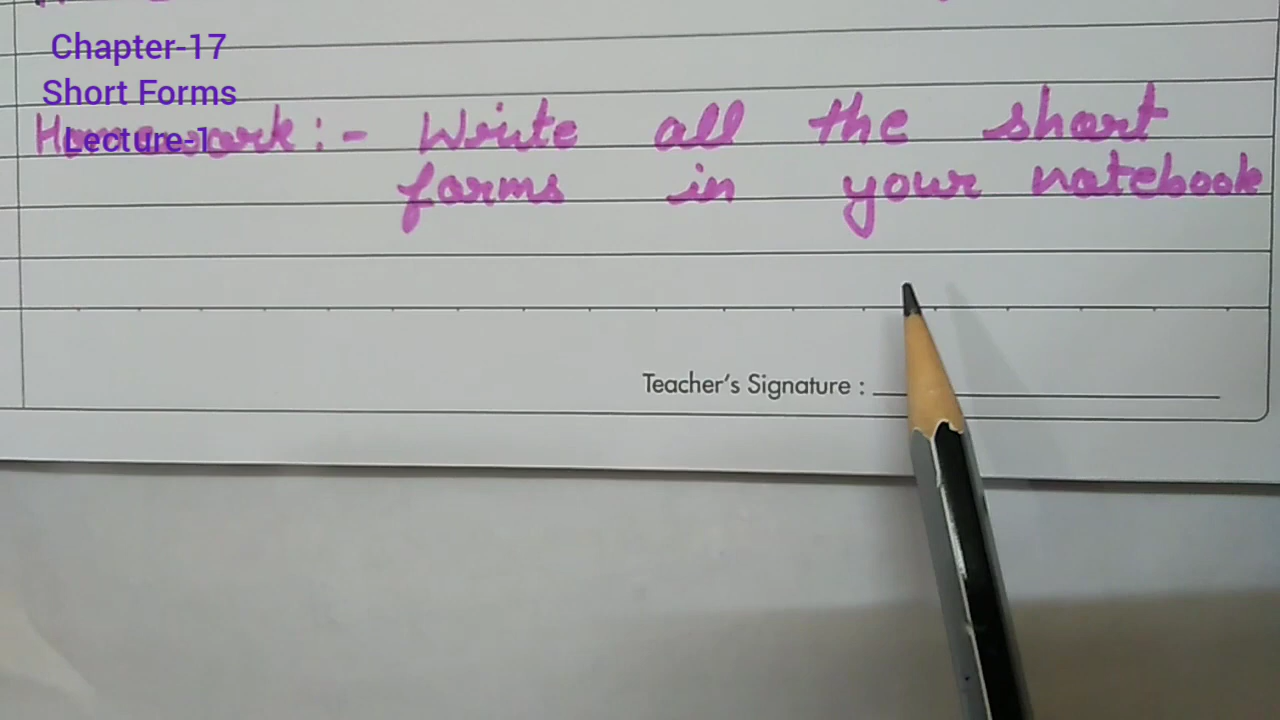 Chapter-17
Short Forms
Lecture-1
Homework:- Write all the short
forms in your notebook
Teacher's Signature :